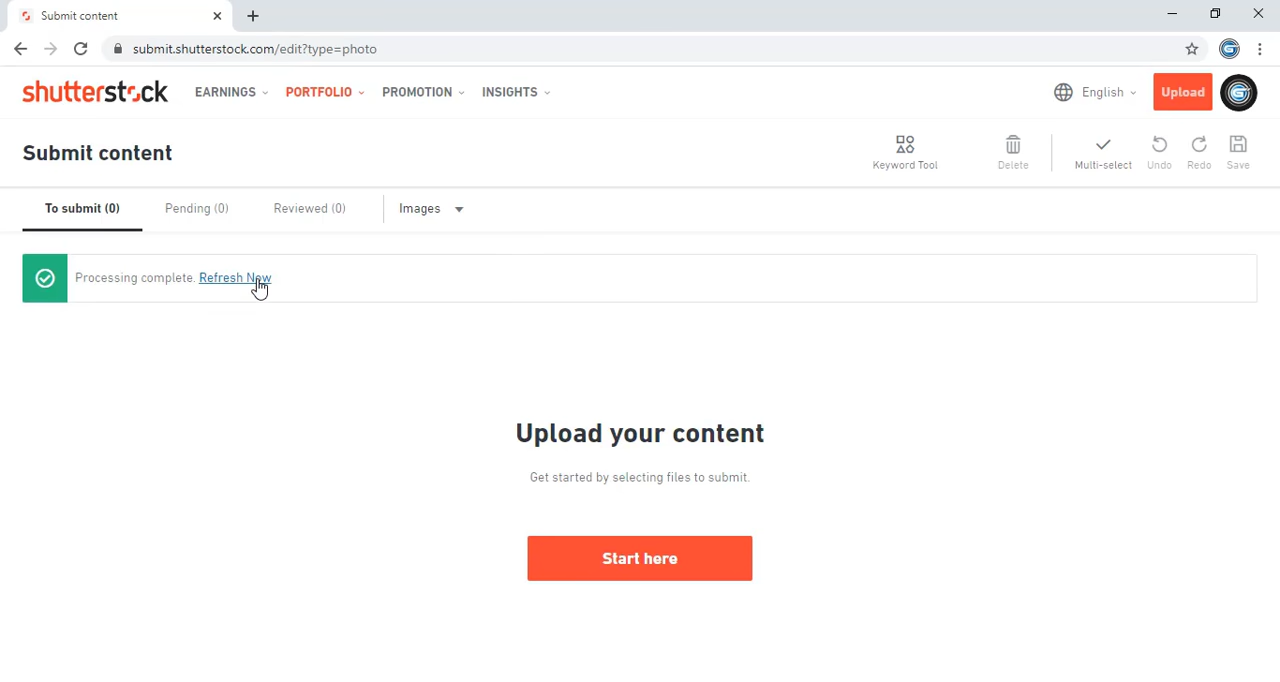 Submit content
submit.shutterstock.com/edit?type=photo
shutterstock EARNINGS PORTFOLIO PROMOTION INSIGHTS English Upload
Submit content Keyword Tool Delete Multi-select Undo Redo Save
To submit (0) Pending (0) Reviewed (0) Images
Processing complete. Refresh Now
Upload your content
Get started by selecting files to submit.
Start here